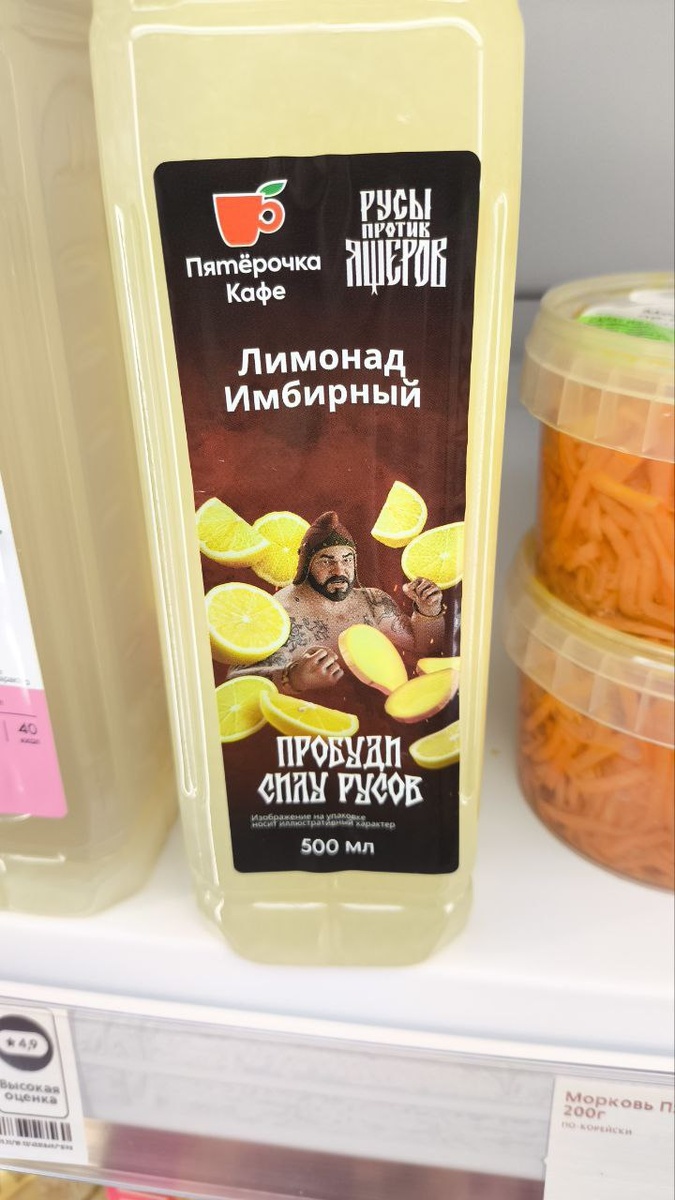 Пятёрочка
Кафе
РУСЫ
ПРОТИВ
ЯЩЕРОВ
Лимонад
Имбирный
ПРОБУДИ
СИЛУ РУСОВ
Изображение на упаковке
носит иллюстративный характер
500 мл
40
4,9
Высокая
оценка
Морковь
200г
ПО-КОРЕЙСКИ